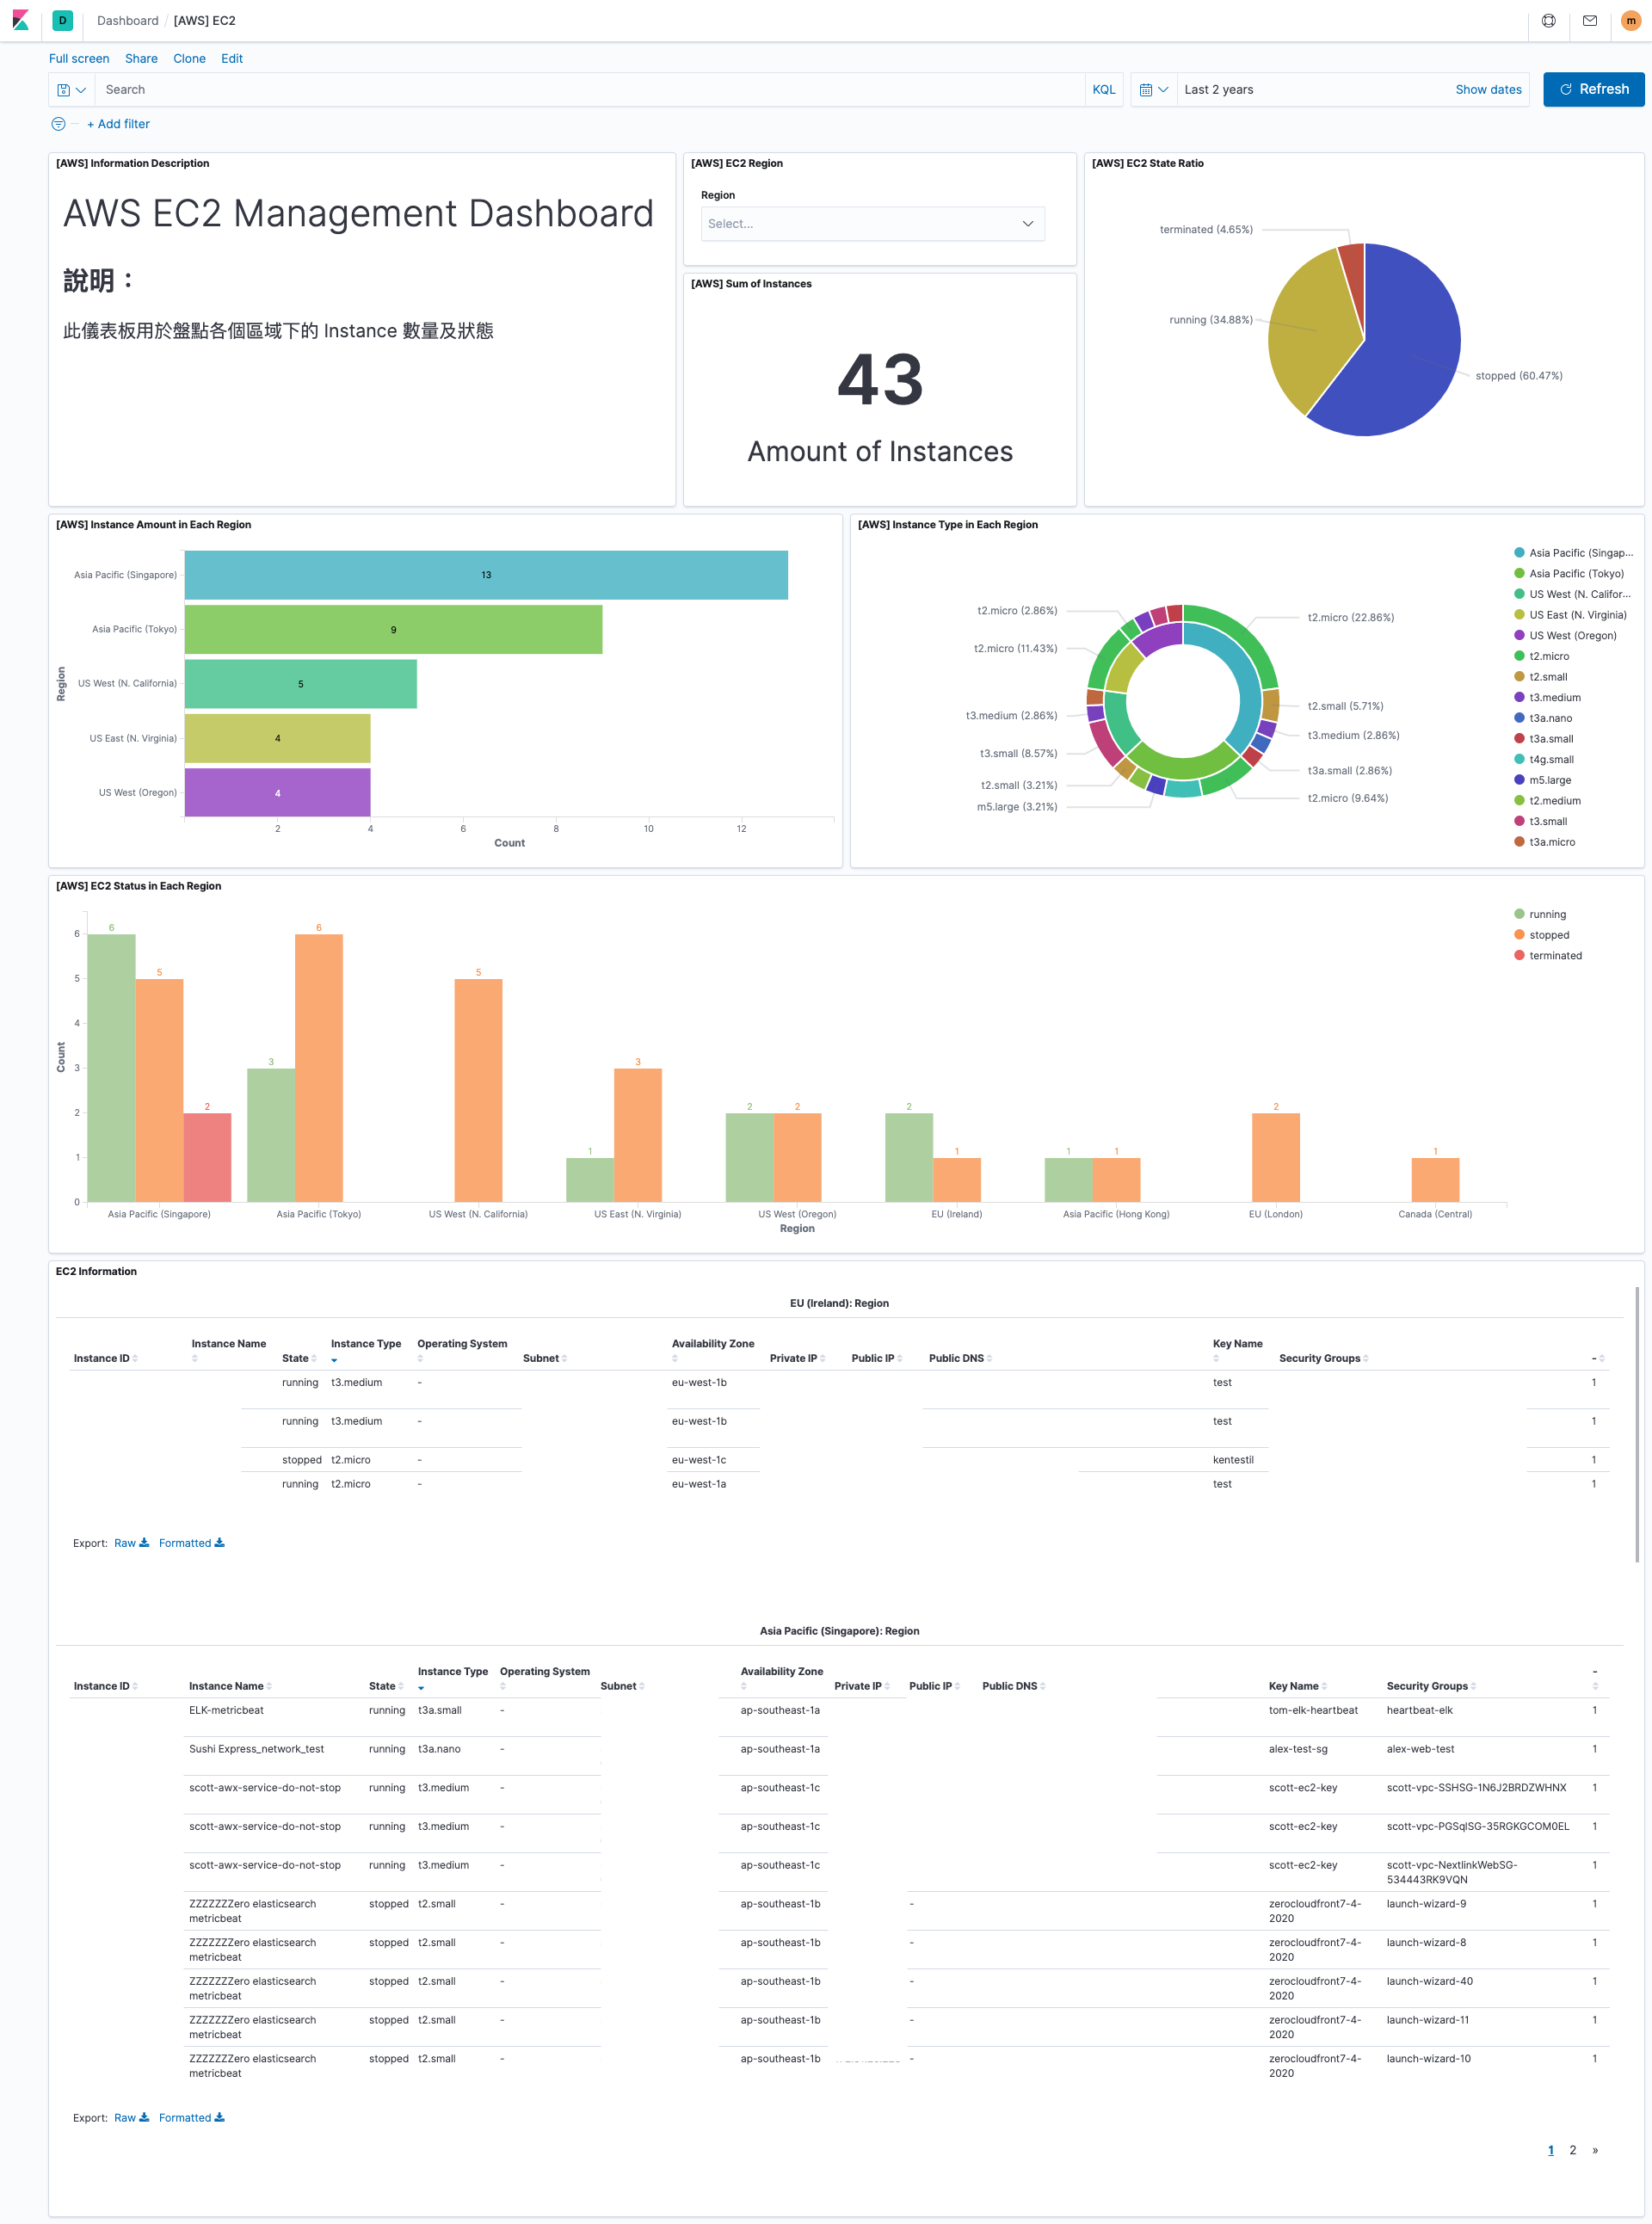 D Dashboard / [AWS] EC2 m
Full screen Share Clone Edit
Search KQL Last 2 years Show dates Refresh
+ Add filter
[AWS] Information Description
AWS EC2 Management Dashboard
說明：
此儀表板用於盤點各個區域下的 Instance 數量及狀態
[AWS] EC2 Region
Region
Select...
[AWS] Sum of Instances
43
Amount of Instances
[AWS] EC2 State Ratio
terminated (4.65%)
running (34.88%)
stopped (60.47%)
[AWS] Instance Amount in Each Region
Region
Asia Pacific (Singapore) 13
Asia Pacific (Tokyo) 9
US West (N. California) 5
US East (N. Virginia) 4
US West (Oregon) 4
2 4 6 8 10 12
Count
[AWS] Instance Type in Each Region
t2.micro (2.86%)
t2.micro (11.43%)
t3.medium (2.86%)
t3.small (8.57%)
t2.small (3.21%)
m5.large (3.21%)
t2.micro (22.86%)
t2.small (5.71%)
t3.medium (2.86%)
t3a.small (2.86%)
t2.micro (9.64%)
Asia Pacific (Singap...
Asia Pacific (Tokyo)
US West (N. Califor...
US East (N. Virginia)
US West (Oregon)
t2.micro
t2.small
t3.medium
t3a.nano
t3a.small
t4g.small
m5.large
t2.medium
t3.small
t3a.micro
[AWS] EC2 Status in Each Region
Count
6
5
4
3
2
1
0
6 5 2 3 6 5 1 3 2 2 2 1 1 1 2 1
Asia Pacific (Singapore) Asia Pacific (Tokyo) US West (N. California) US East (N. Virginia) US West (Oregon) EU (Ireland) Asia Pacific (Hong Kong) EU (London) Canada (Central)
Region
running
stopped
terminated
EC2 Information
EU (Ireland): Region
Instance ID Instance Name State Instance Type Operating System Subnet Availability Zone Private IP Public IP Public DNS Key Name Security Groups -
running t3.medium - eu-west-1b test 1
running t3.medium - eu-west-1b test 1
stopped t2.micro - eu-west-1c kentestil 1
running t2.micro - eu-west-1a test 1
Export: Raw Formatted
Asia Pacific (Singapore): Region
Instance ID Instance Name State Instance Type Operating System Subnet Availability Zone Private IP Public IP Public DNS Key Name Security Groups -
ELK-metricbeat running t3a.small - ap-southeast-1a tom-elk-heartbeat heartbeat-elk 1
Sushi Express_network_test running t3a.nano - ap-southeast-1a alex-test-sg alex-web-test 1
scott-awx-service-do-not-stop running t3.medium - ap-southeast-1c scott-ec2-key scott-vpc-SSHSG-1N6J2BRDZWHNX 1
scott-awx-service-do-not-stop running t3.medium - ap-southeast-1c scott-ec2-key scott-vpc-PGSqlSG-35RGKGCOM0EL 1
scott-awx-service-do-not-stop running t3.medium - ap-southeast-1c scott-ec2-key scott-vpc-NextlinkWebSG- 1
534443RK9VQN
ZZZZZZZero elasticsearch stopped t2.small - ap-southeast-1b - zerocloudfront7-4- launch-wizard-9 1
metricbeat 2020
ZZZZZZZero elasticsearch stopped t2.small - ap-southeast-1b - zerocloudfront7-4- launch-wizard-8 1
metricbeat 2020
ZZZZZZZero elasticsearch stopped t2.small - ap-southeast-1b - zerocloudfront7-4- launch-wizard-40 1
metricbeat 2020
ZZZZZZZero elasticsearch stopped t2.small - ap-southeast-1b - zerocloudfront7-4- launch-wizard-11 1
metricbeat 2020
ZZZZZZZero elasticsearch stopped t2.small - ap-southeast-1b - zerocloudfront7-4- launch-wizard-10 1
metricbeat 2020
Export: Raw Formatted
1 2 »